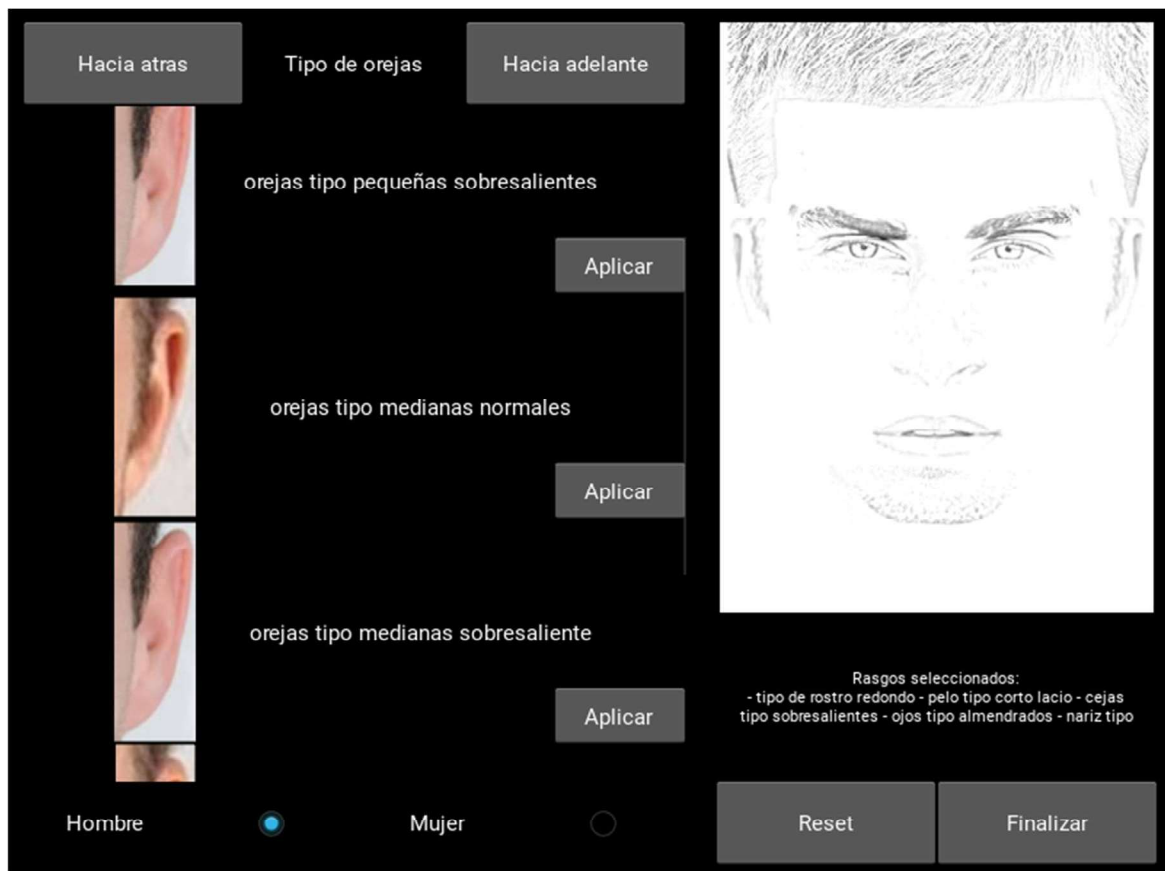 Hacia atras
Tipo de orejas
Hacia adelante
orejas tipo pequeñas sobresalientes
Aplicar
orejas tipo medianas normales
Aplicar
orejas tipo medianas sobresaliente
Aplicar
Hombre
Mujer
Rasgos seleccionados:
- tipo de rostro redondo - pelo tipo corto lacio - cejas
tipo sobresalientes - ojos tipo almendrados - nariz tipo
Reset
Finalizar